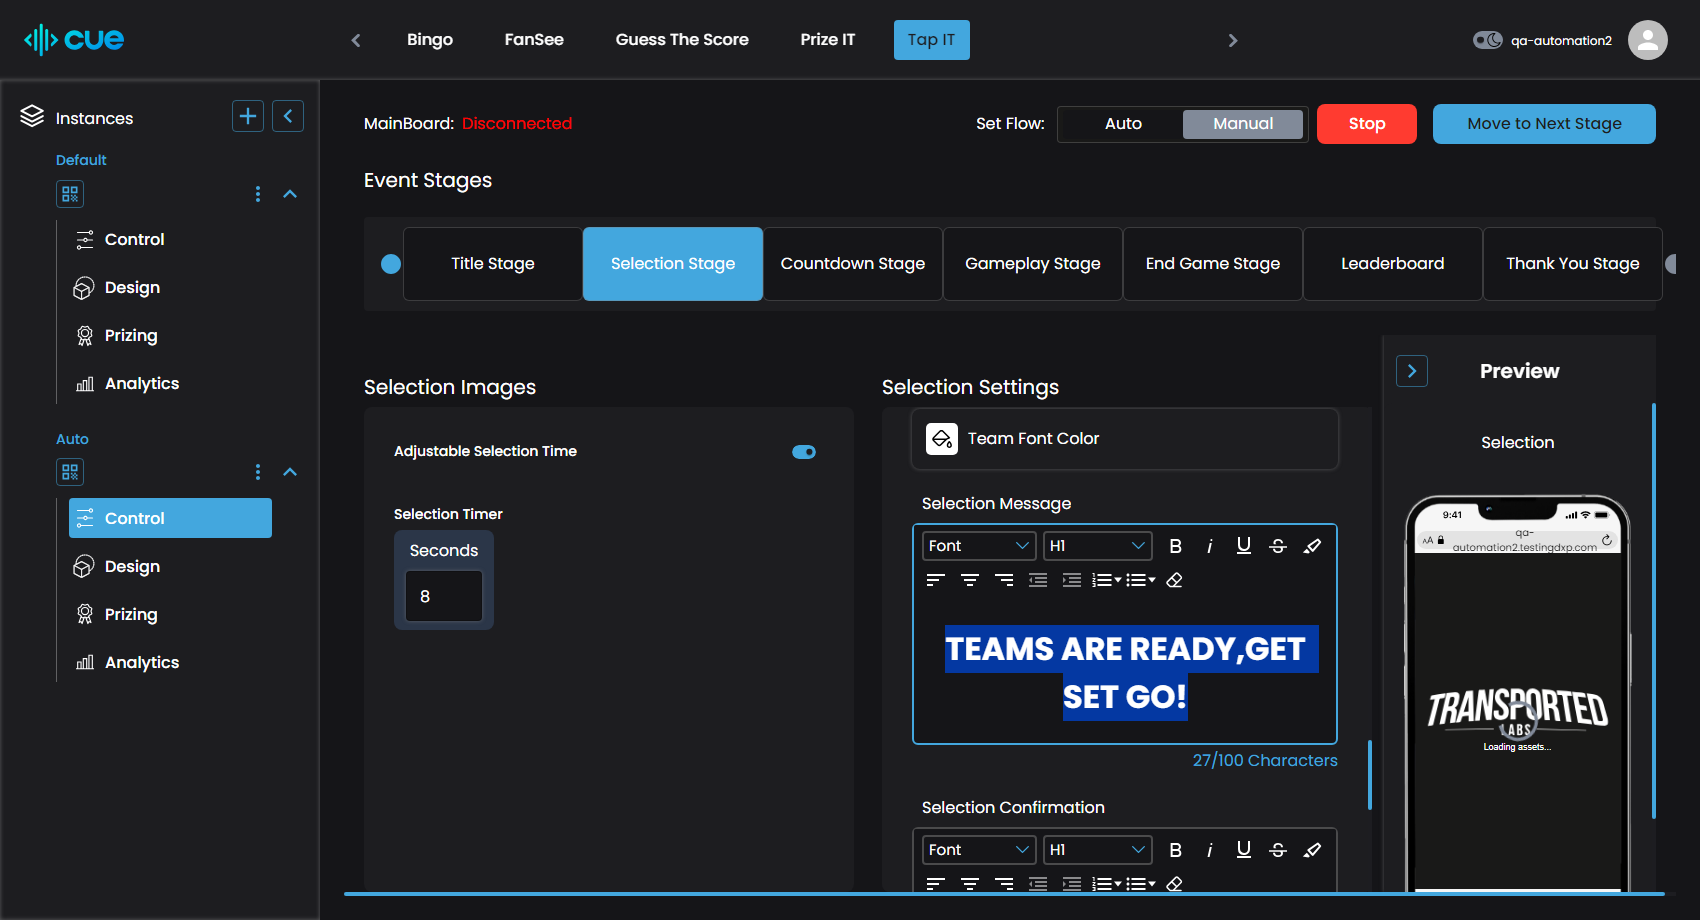 cue
Bingo
FanSee
Guess The Score
Prize IT
Tap IT
qa-automation2
Instances
Default
Control
Design
Prizing
Analytics
Auto
Control
Design
Prizing
Analytics
MainBoard: Disconnected
Set Flow:
Auto
Manual
Stop
Move to Next Stage
Event Stages
Title Stage
Selection Stage
Countdown Stage
Gameplay Stage
End Game Stage
Leaderboard
Thank You Stage
Selection Images
Adjustable Selection Time
Selection Timer
Seconds
8
Selection Settings
Team Font Color
Selection Message
Font
H1
B
i
U
S
TEAMS ARE READY,GET
SET GO!
27/100 Characters
Selection Confirmation
Font
H1
B
i
U
S
Preview
Selection
9:41
AA
qa-
automation2.testingdxp.com
TRANSPORTED
LABS
Loading assets...